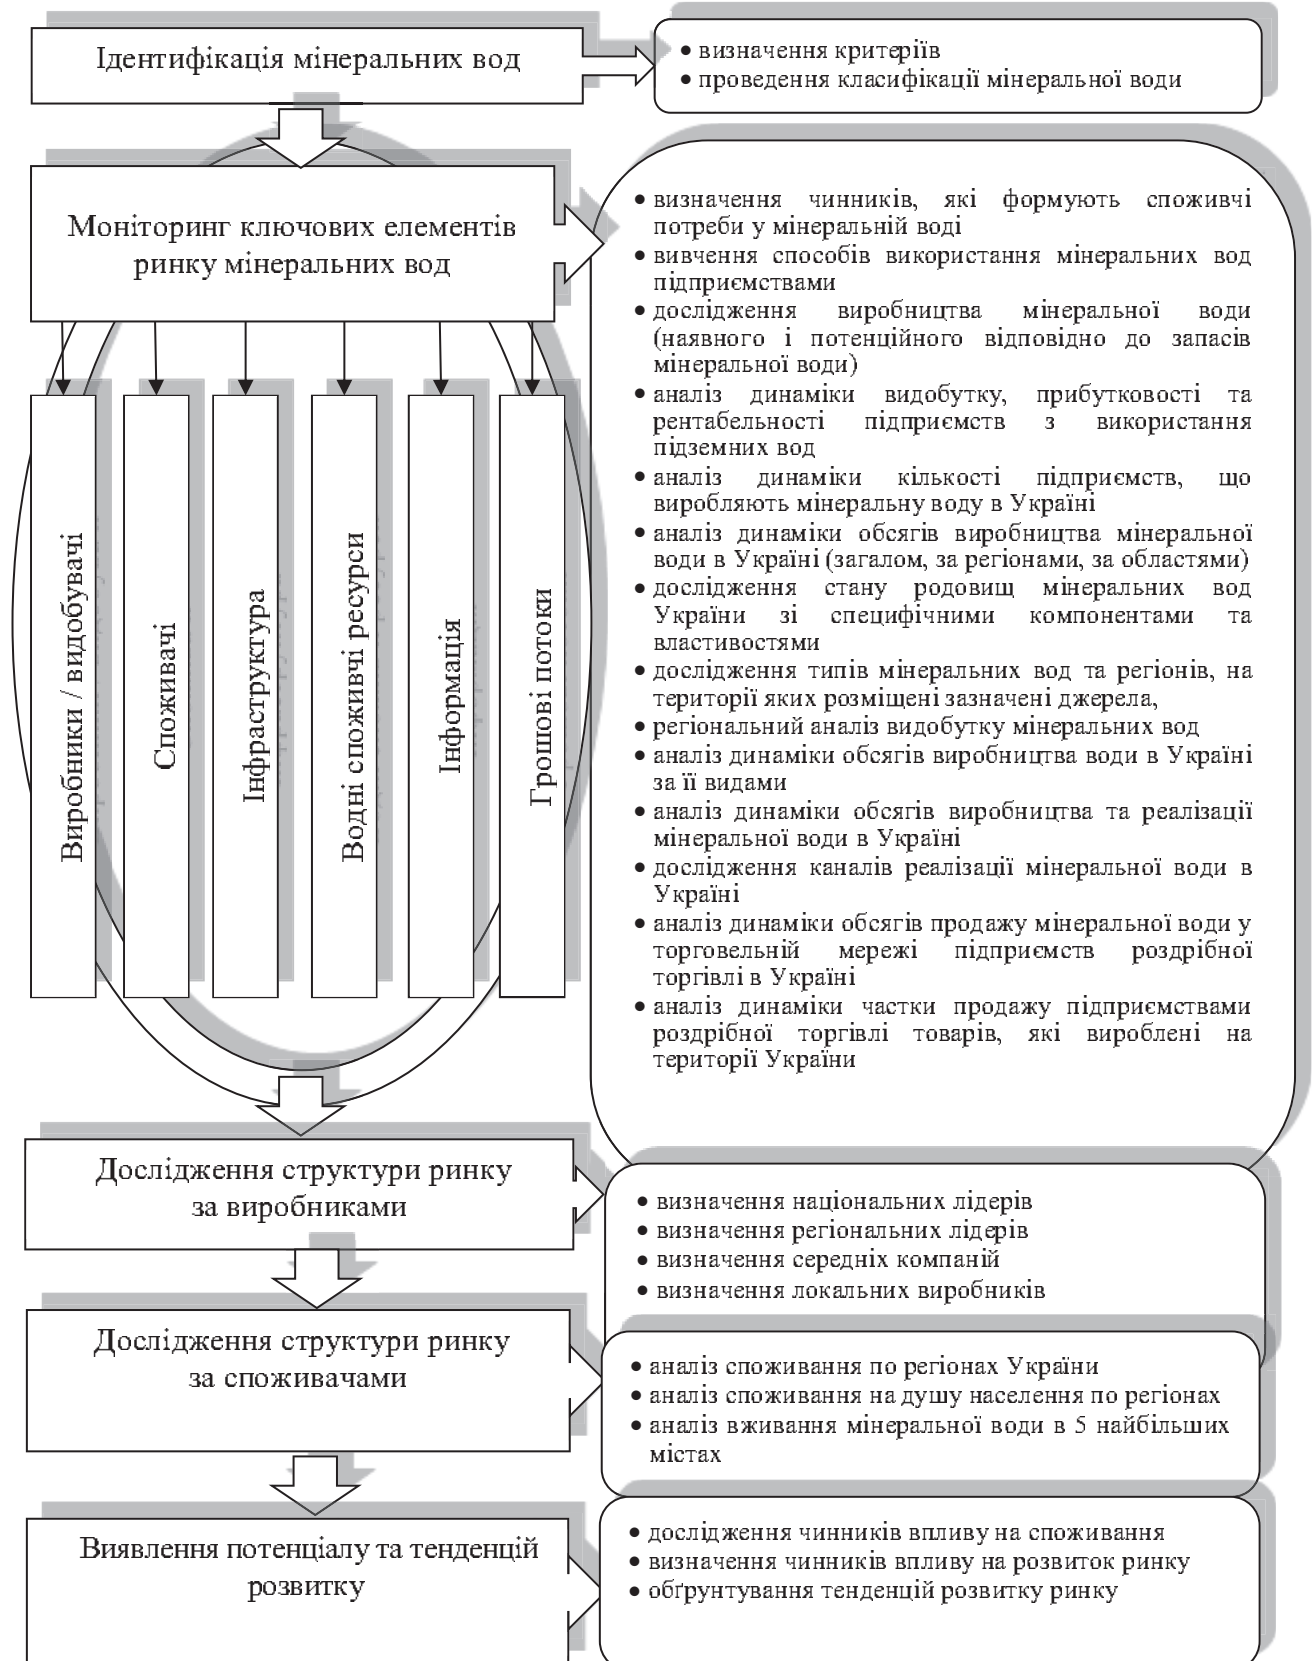 Ідентифікація мінеральних вод
• визначення критеріїв
• проведення класифікації мінеральної води
Моніторинг ключових елементів
ринку мінеральних вод
• визначення чинників, які формують споживчі
потреби у мінеральній воді
• вивчення способів використання мінеральних вод
підприємствами
• дослідження виробництва мінеральної води
(наявного і потенційного відповідно до запасів
мінеральної води)
• аналіз динаміки видобутку, прибутковості та
рентабельності підприємств з використання
підземних вод
• аналіз динаміки кількості підприємств, що
виробляють мінеральну воду в Україні
• аналіз динаміки обсягів виробництва мінеральної
води в Україні (загалом, за регіонами, за областями)
• дослідження стану родовищ мінеральних вод
України зі специфічними компонентами та
властивостями
• дослідження типів мінеральних вод та регіонів, на
території яких розміщені зазначені джерела,
• регіональний аналіз видобутку мінеральних вод
• аналіз динаміки обсягів виробництва води в Україні
за її видами
• аналіз динаміки обсягів виробництва та реалізації
мінеральної води в Україні
• дослідження каналів реалізації мінеральної води в
Україні
• аналіз динаміки обсягів продажу мінеральної води у
торговельній мережі підприємств роздрібної
торгівлі в Україні
• аналіз динаміки частки продажу підприємствами
роздрібної торгівлі товарів, які вироблені на
території України
Виробники / видобувачі
Споживачі
Інфраструктура
Водні споживчі ресурси
Інформація
Грошові потоки
Дослідження структури ринку
за виробниками
• визначення національних лідерів
• визначення регіональних лідерів
• визначення середніх компаній
• визначення локальних виробників
Дослідження структури ринку
за споживачами
• аналіз споживання по регіонах України
• аналіз споживання на душу населення по регіонах
• аналіз вживання мінеральної води в 5 найбільших
містах
Виявлення потенціалу та тенденцій
розвитку
• дослідження чинників впливу на споживання
• визначення чинників впливу на розвиток ринку
• обґрунтування тенденцій розвитку ринку